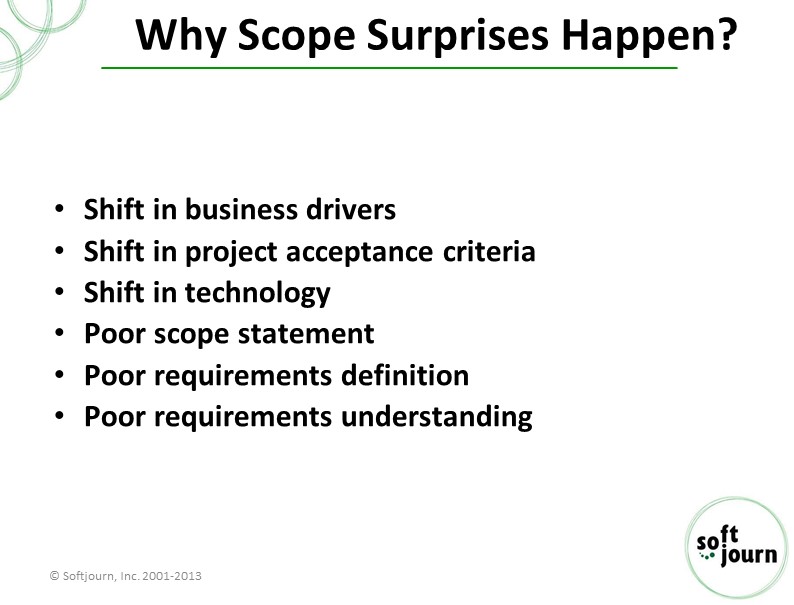 Why Scope Surprises Happen?
• Shift in business drivers
• Shift in project acceptance criteria
• Shift in technology
• Poor scope statement
• Poor requirements definition
• Poor requirements understanding
soft
journ
© Softjourn, Inc. 2001-2013